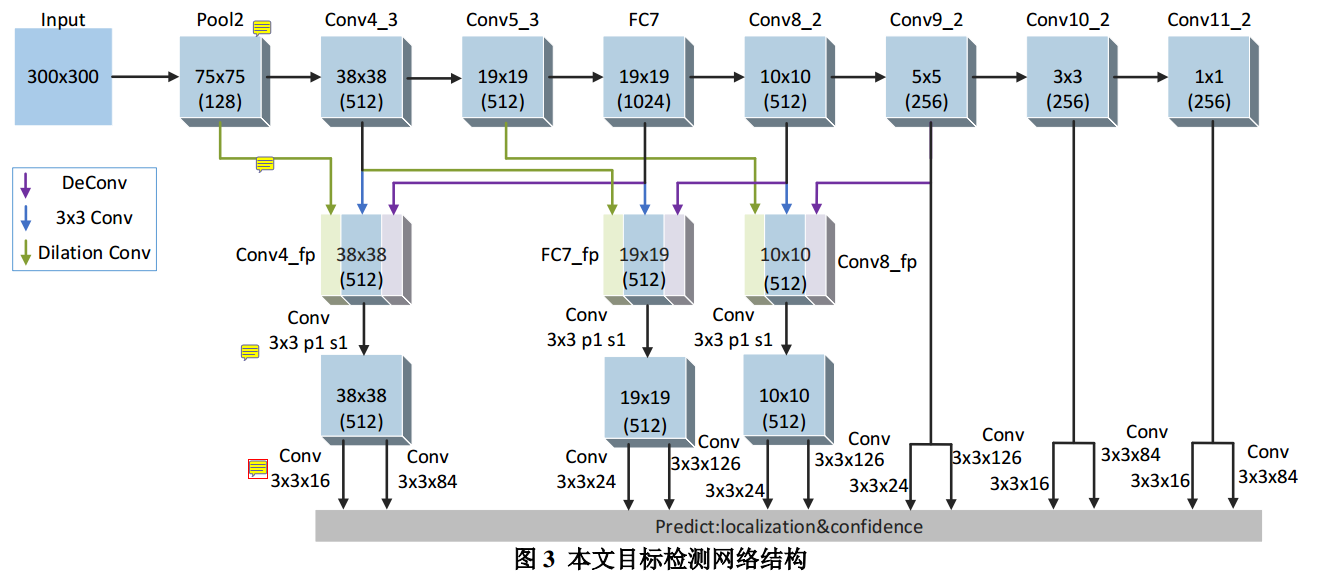 Input
Pool2
Conv4_3
Conv5_3
FC7
Conv8_2
Conv9_2
Conv10_2
Conv11_2
300x300
75x75
(128)
38x38
(512)
19x19
(512)
19x19
(1024)
10x10
(512)
5x5
(256)
3x3
(256)
1x1
(256)
DeConv
3x3 Conv
Dilation Conv
Conv4_fp
38x38
(512)
FC7_fp
19x19
(512)
10x10
(512)
Conv8_fp
Conv
3x3 p1 s1
Conv
3x3 p1 s1
Conv
3x3 p1 s1
38x38
(512)
19x19
(512)
10x10
(512)
Conv
3x3x16
Conv
3x3x84
Conv
3x3x24
Conv
3x3x126
3x3x24
Conv
3x3x126
3x3x24
Conv
3x3x126
3x3x16
Conv
3x3x84
3x3x16
Conv
3x3x84
Predict:localization&confidence
图 3 本文目标检测网络结构